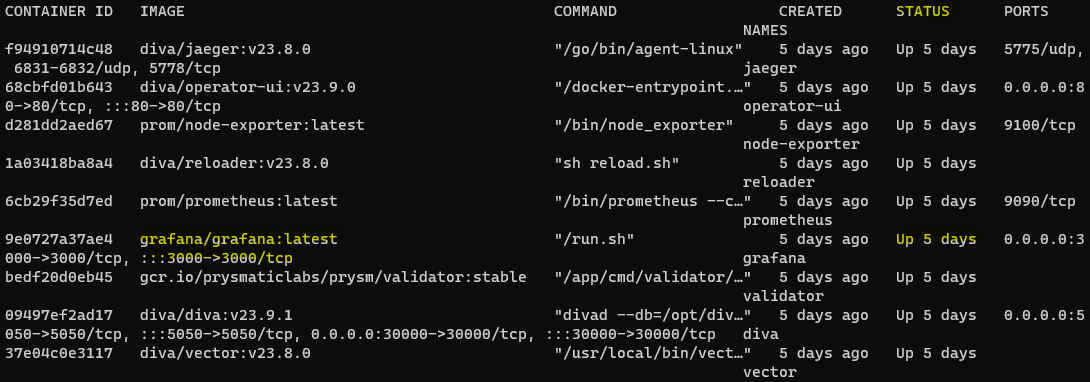 CONTAINER ID   IMAGE                                         COMMAND                  CREATED      STATUS      PORTS
NAMES
f94910714c48   diva/jaeger:v23.8.0                           "/go/bin/agent-linux"    5 days ago   Up 5 days   5775/udp,
6831-6832/udp, 5778/tcp                                      jaeger
68cbfd01b643   diva/operator-ui:v23.9.0                      "/docker-entrypoint.…"   5 days ago   Up 5 days   0.0.0.0:8
0->80/tcp, :::80->80/tcp                                     operator-ui
d281dd2aed67   prom/node-exporter:latest                     "/bin/node_exporter"     5 days ago   Up 5 days   9100/tcp
node-exporter
1a03418ba8a4   diva/reloader:v23.8.0                         "sh reload.sh"           5 days ago   Up 5 days
reloader
6cb29f35d7ed   prom/prometheus:latest                        "/bin/prometheus --c…"   5 days ago   Up 5 days   9090/tcp
prometheus
9e0727a37ae4   grafana/grafana:latest                        "/run.sh"                5 days ago   Up 5 days   0.0.0.0:3
000->3000/tcp, :::3000->3000/tcp                             grafana
bedf20d0eb45   gcr.io/prysmaticlabs/prysm/validator:stable   "/app/cmd/validator/…"   5 days ago   Up 5 days
validator
09497ef2ad17   diva/diva:v23.9.1                             "divad --db=/opt/div…"   5 days ago   Up 5 days   0.0.0.0:5
050->5050/tcp, :::5050->5050/tcp, 0.0.0.0:30000->30000/tcp, :::30000->30000/tcp   diva
37e04c0e3117   diva/vector:v23.8.0                           "/usr/local/bin/vect…"   5 days ago   Up 5 days
vector